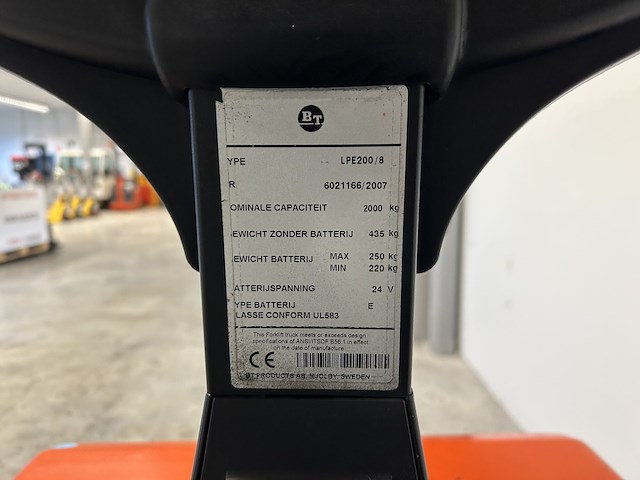 BT
YPE LPE200/8
R 6021166/2007
OMINALE CAPACITEIT 2000 kg
EWICHT ZONDER BATTERIJ 435 kg
EWICHT BATTERIJ MAX 250 kg
MIN 220 kg
ATTERIJSPANNING 24 V
YPE BATTERIJ E
LASSE CONFORM UL583
This Forklift truck meets or exceeds design
specifications of ANSI/ITSDF B56.1 in effect
on the date of manufacture
CE
BT PRODUCTS AB MJÖLBY SWEDEN